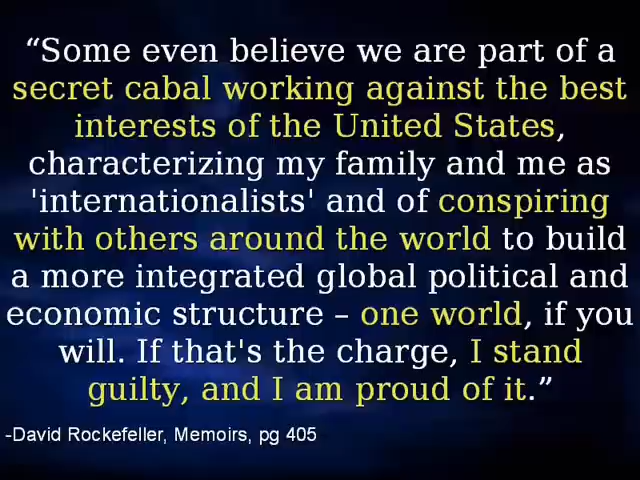 “Some even believe we are part of a
secret cabal working against the best
interests of the United States,
characterizing my family and me as
'internationalists' and of conspiring
with others around the world to build
a more integrated global political and
economic structure – one world, if you
will. If that's the charge, I stand
guilty, and I am proud of it.”
-David Rockefeller, Memoirs, pg 405